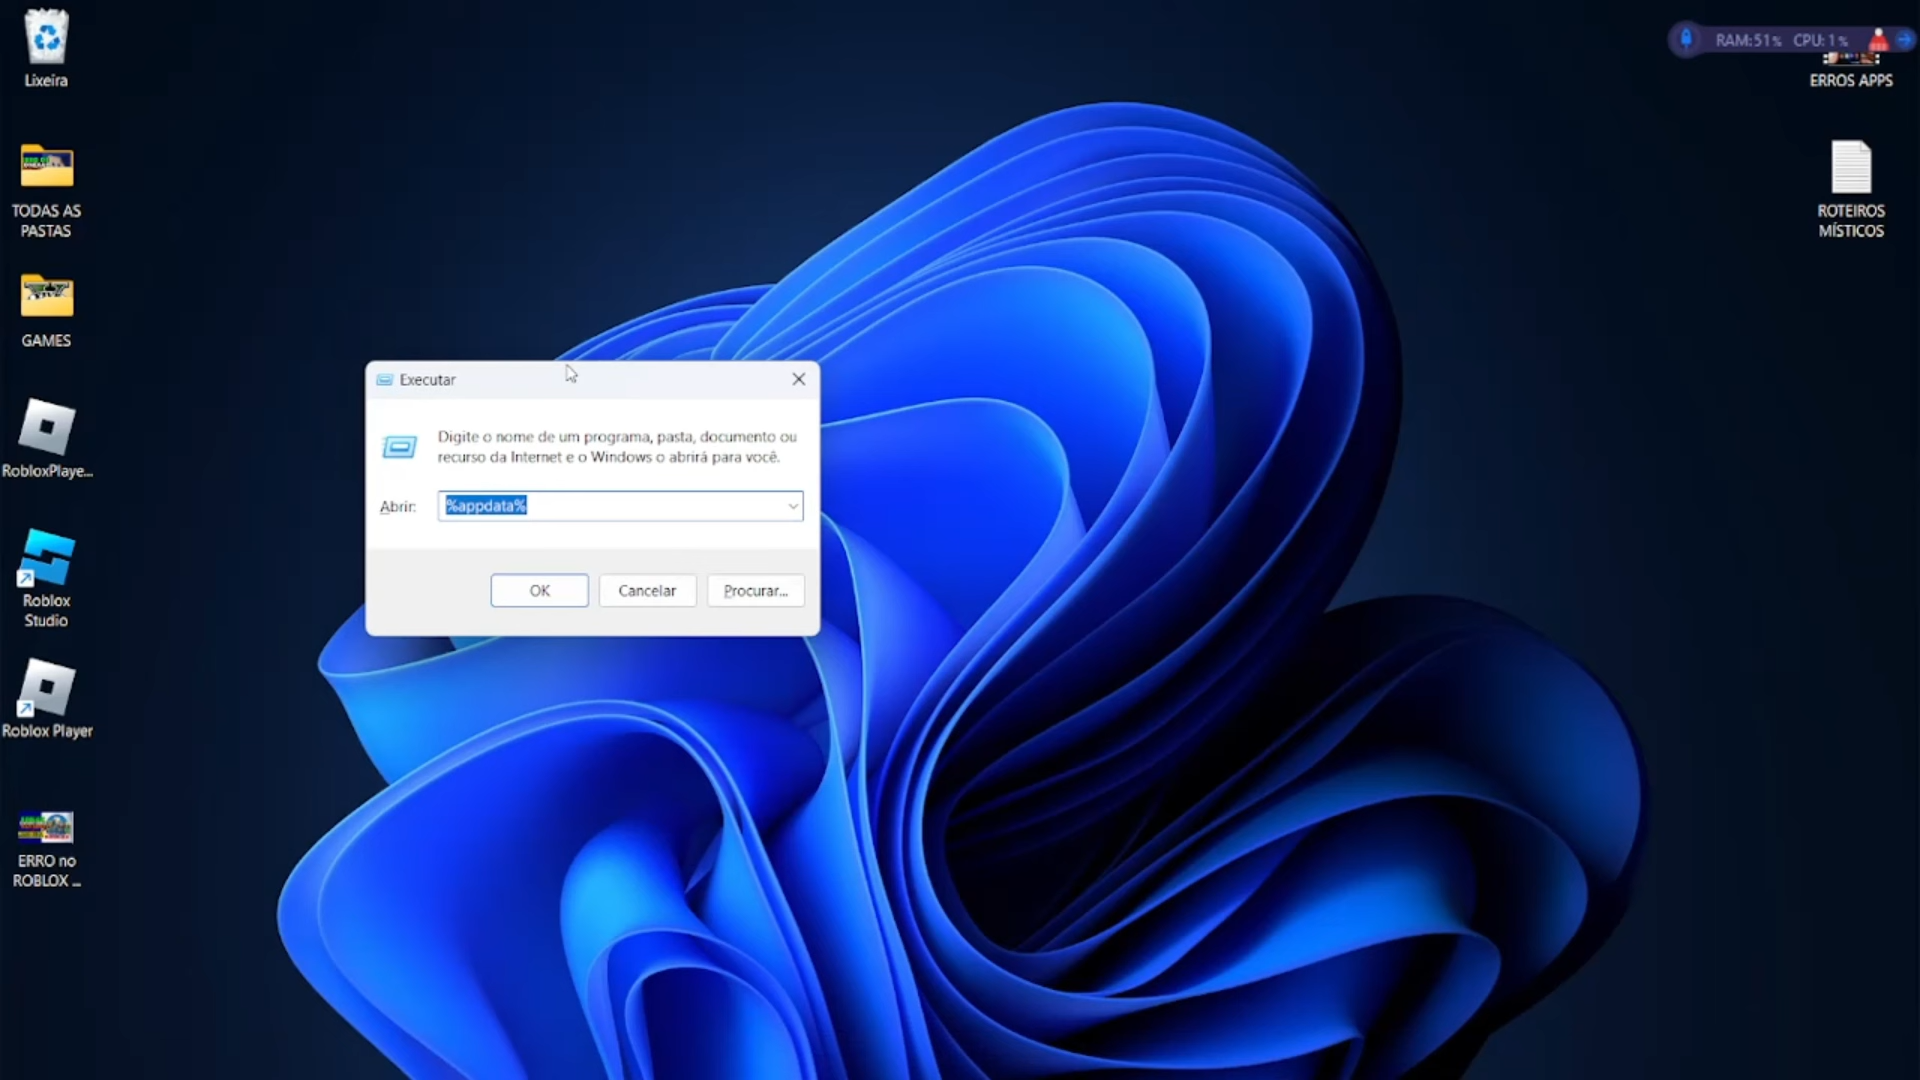 Lixeira
TODAS AS
PASTAS
GAMES
RobloxPlaye...
Roblox
Studio
Roblox Player
ERRO no
ROBLOX ...
Executar
Digite o nome de um programa, pasta, documento ou
recurso da Internet e o Windows o abrirá para você.
Abrir:
%appdata%
OK
Cancelar
Procurar...
RAM:51% CPU: 1%
ERROS APPS
ROTEIROS
MÍSTICOS